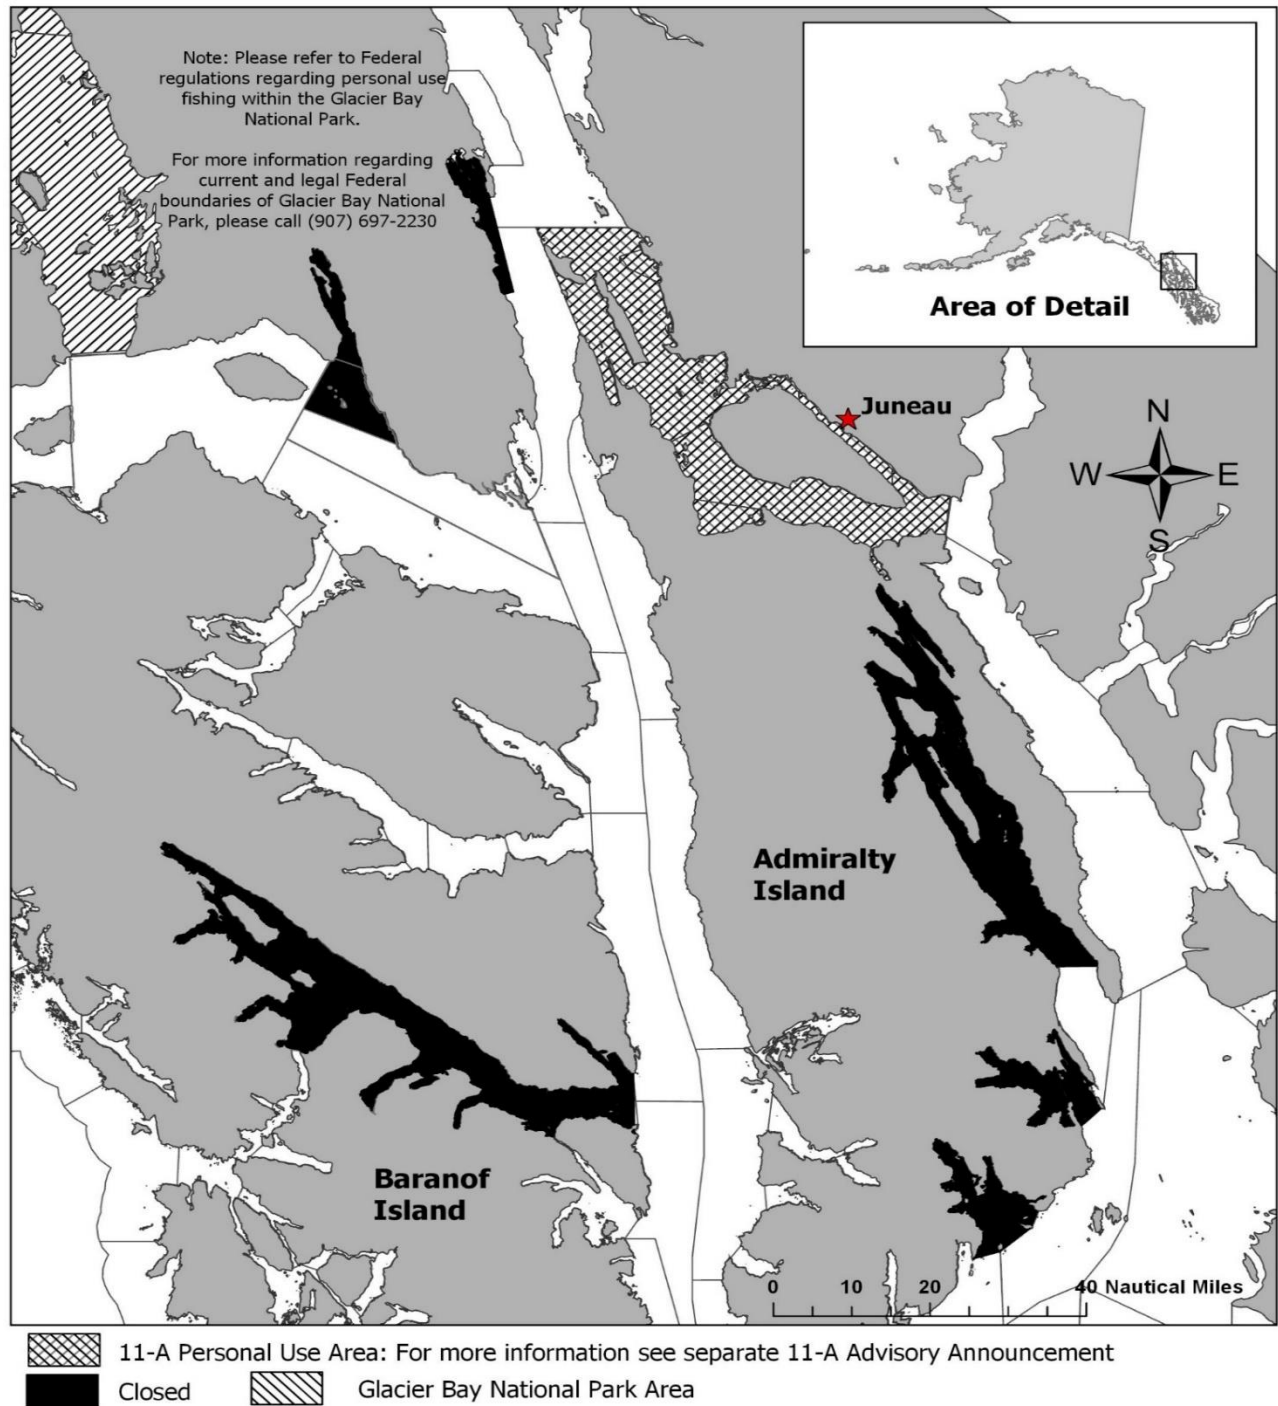 Note: Please refer to Federal
regulations regarding personal use
fishing within the Glacier Bay
National Park.
For more information regarding
current and legal Federal
boundaries of Glacier Bay National
Park, please call (907) 697-2230
Area of Detail
Juneau
N
W E
S
Admiralty
Island
Baranof
Island
0 10 20 40 Nautical Miles
11-A Personal Use Area: For more information see separate 11-A Advisory Announcement
Closed Glacier Bay National Park Area